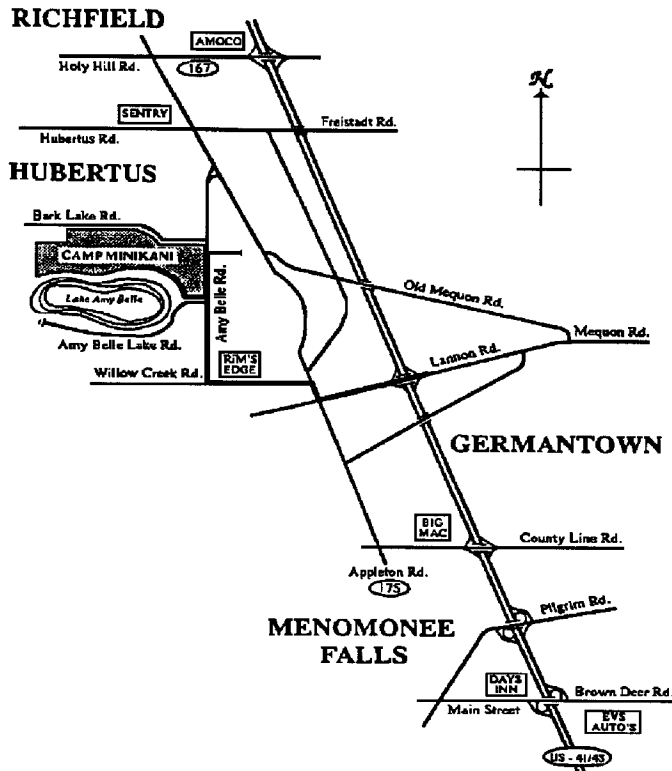 RICHFIELD
AMOCO
Holy Hill Rd.
167
SENTRY
Freistadt Rd.
Hubertus Rd.
N
HUBERTUS
Bark Lake Rd.
CAMP MINIKANI
Lake Amy Belle
Amy Belle Rd.
Old Mequon Rd.
Mequon Rd.
Amy Belle Lake Rd.
RIM'S
EDGE
Lannon Rd.
Willow Creek Rd.
GERMANTOWN
BIG
MAC
County Line Rd.
Appleton Rd.
175
Pilgrim Rd.
MENOMONEE
FALLS
DAYS
INN
Brown Deer Rd.
Main Street
EVS
AUTO'S
US - 41/45